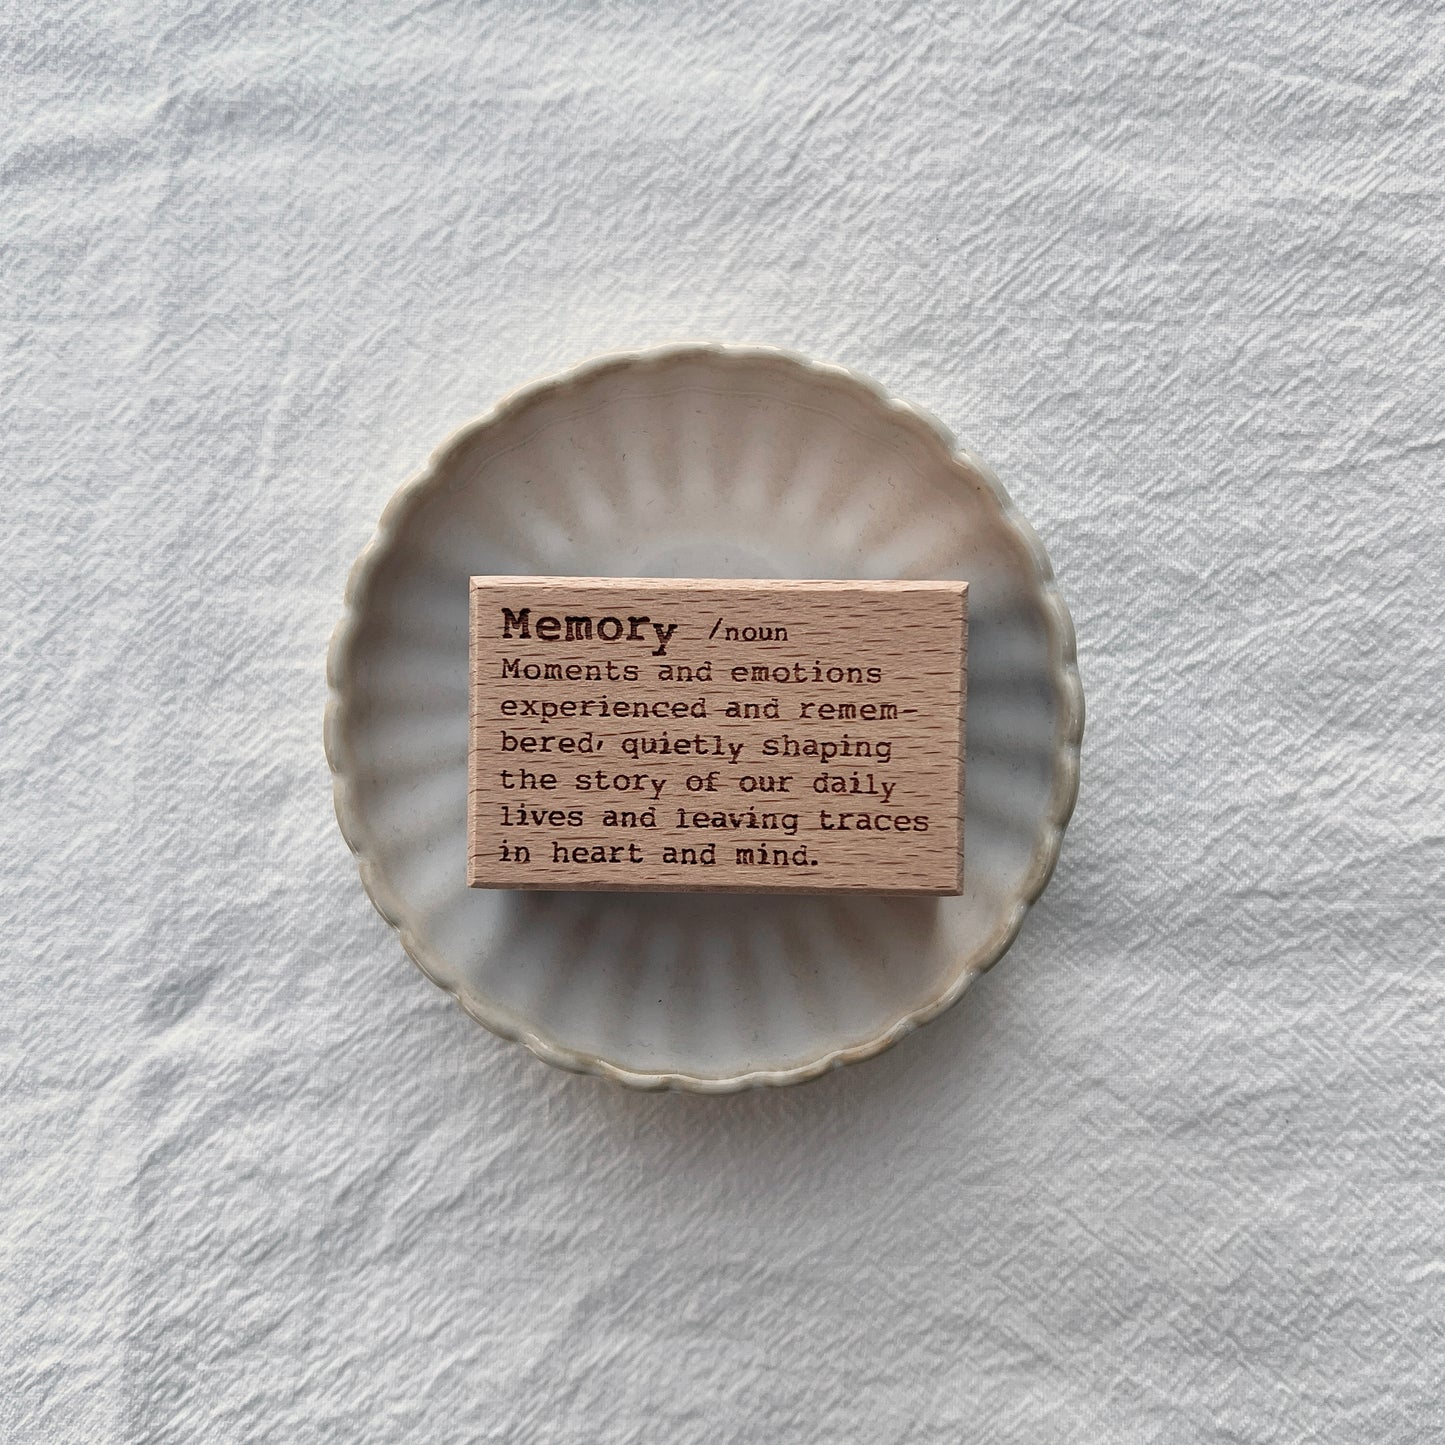 Memory /noun
Moments and emotions
experienced and remem-
bered, quietly shaping
the story of our daily
lives and leaving traces
in heart and mind.